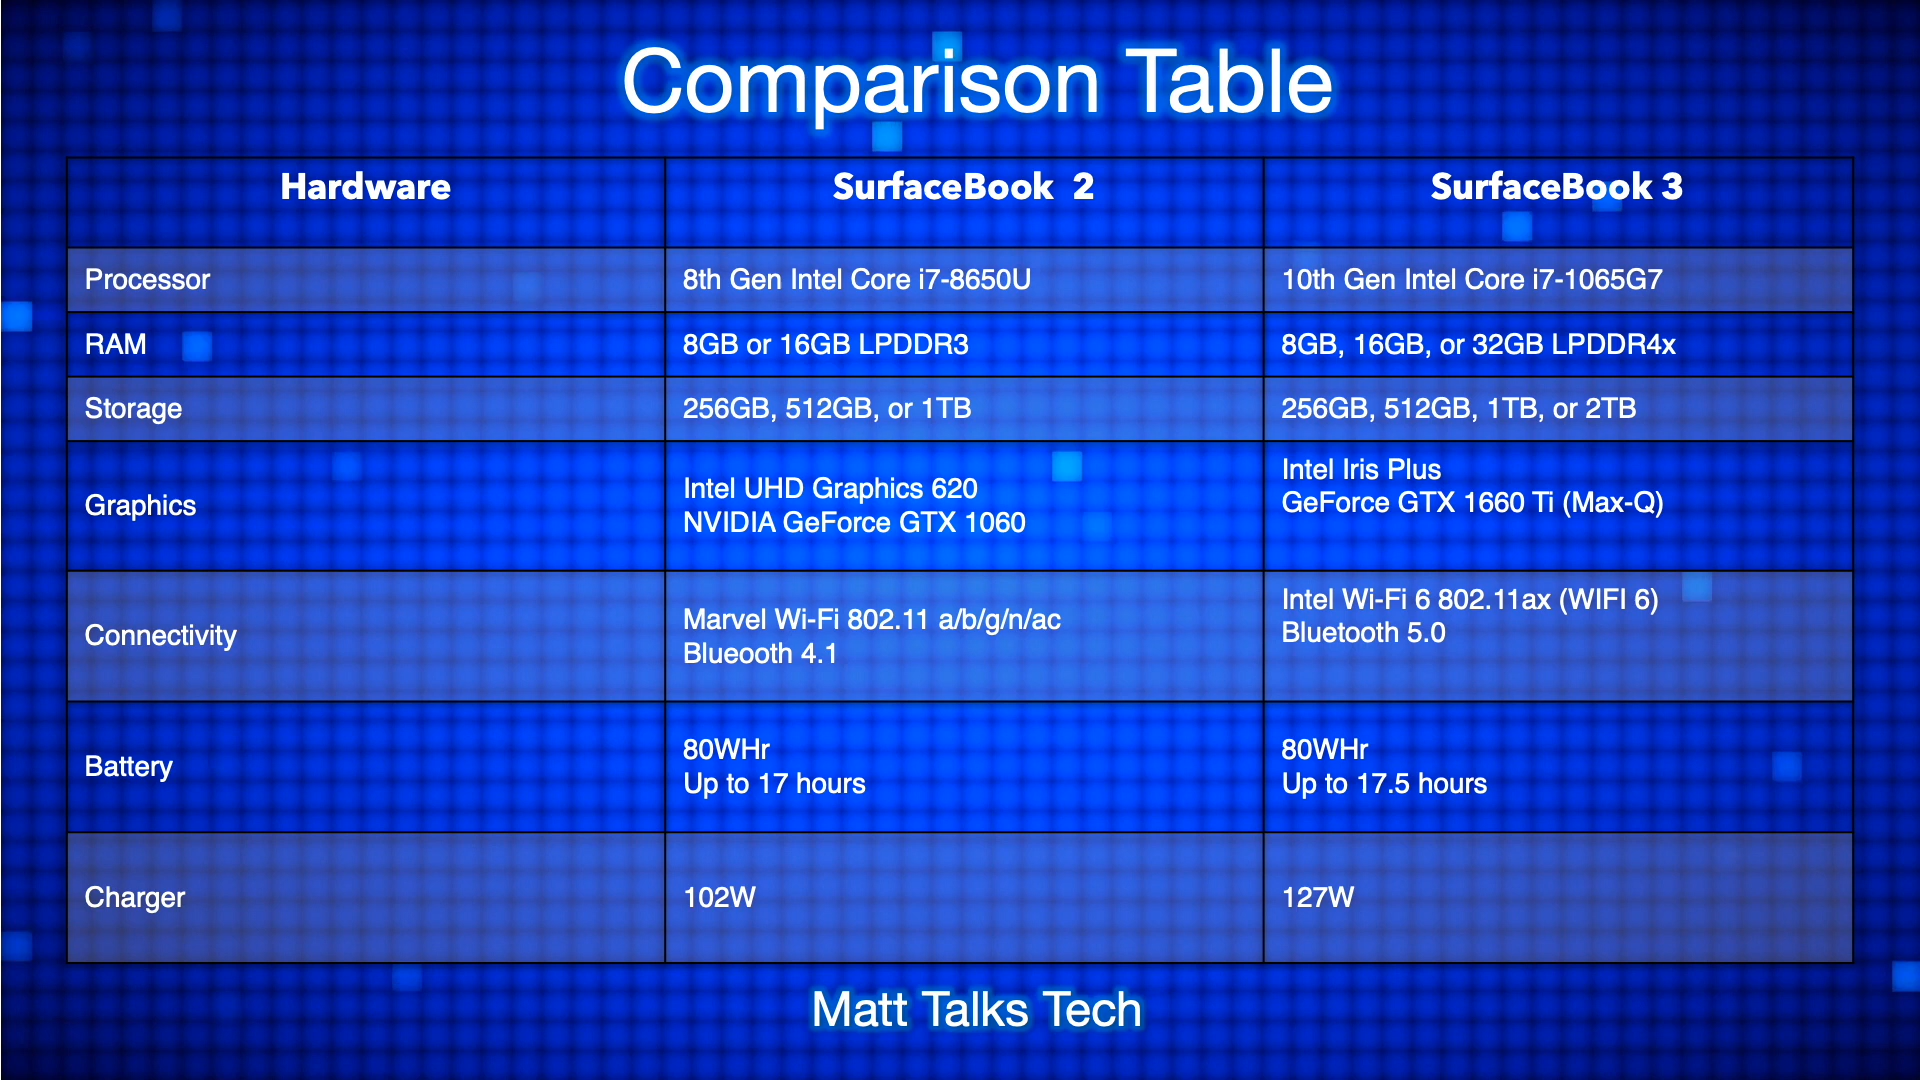 Comparison Table
Hardware SurfaceBook 2 SurfaceBook 3
Processor 8th Gen Intel Core i7-8650U 10th Gen Intel Core i7-1065G7
RAM 8GB or 16GB LPDDR3 8GB, 16GB, or 32GB LPDDR4x
Storage 256GB, 512GB, or 1TB 256GB, 512GB, 1TB, or 2TB
Graphics
Intel UHD Graphics 620
NVIDIA GeForce GTX 1060
Intel Iris Plus
GeForce GTX 1660 Ti (Max-Q)
Connectivity
Marvel Wi-Fi 802.11 a/b/g/n/ac
Blueooth 4.1
Intel Wi-Fi 6 802.11ax (WIFI 6)
Bluetooth 5.0
Battery
80WHr
Up to 17 hours
80WHr
Up to 17.5 hours
Charger 102W 127W
Matt Talks Tech